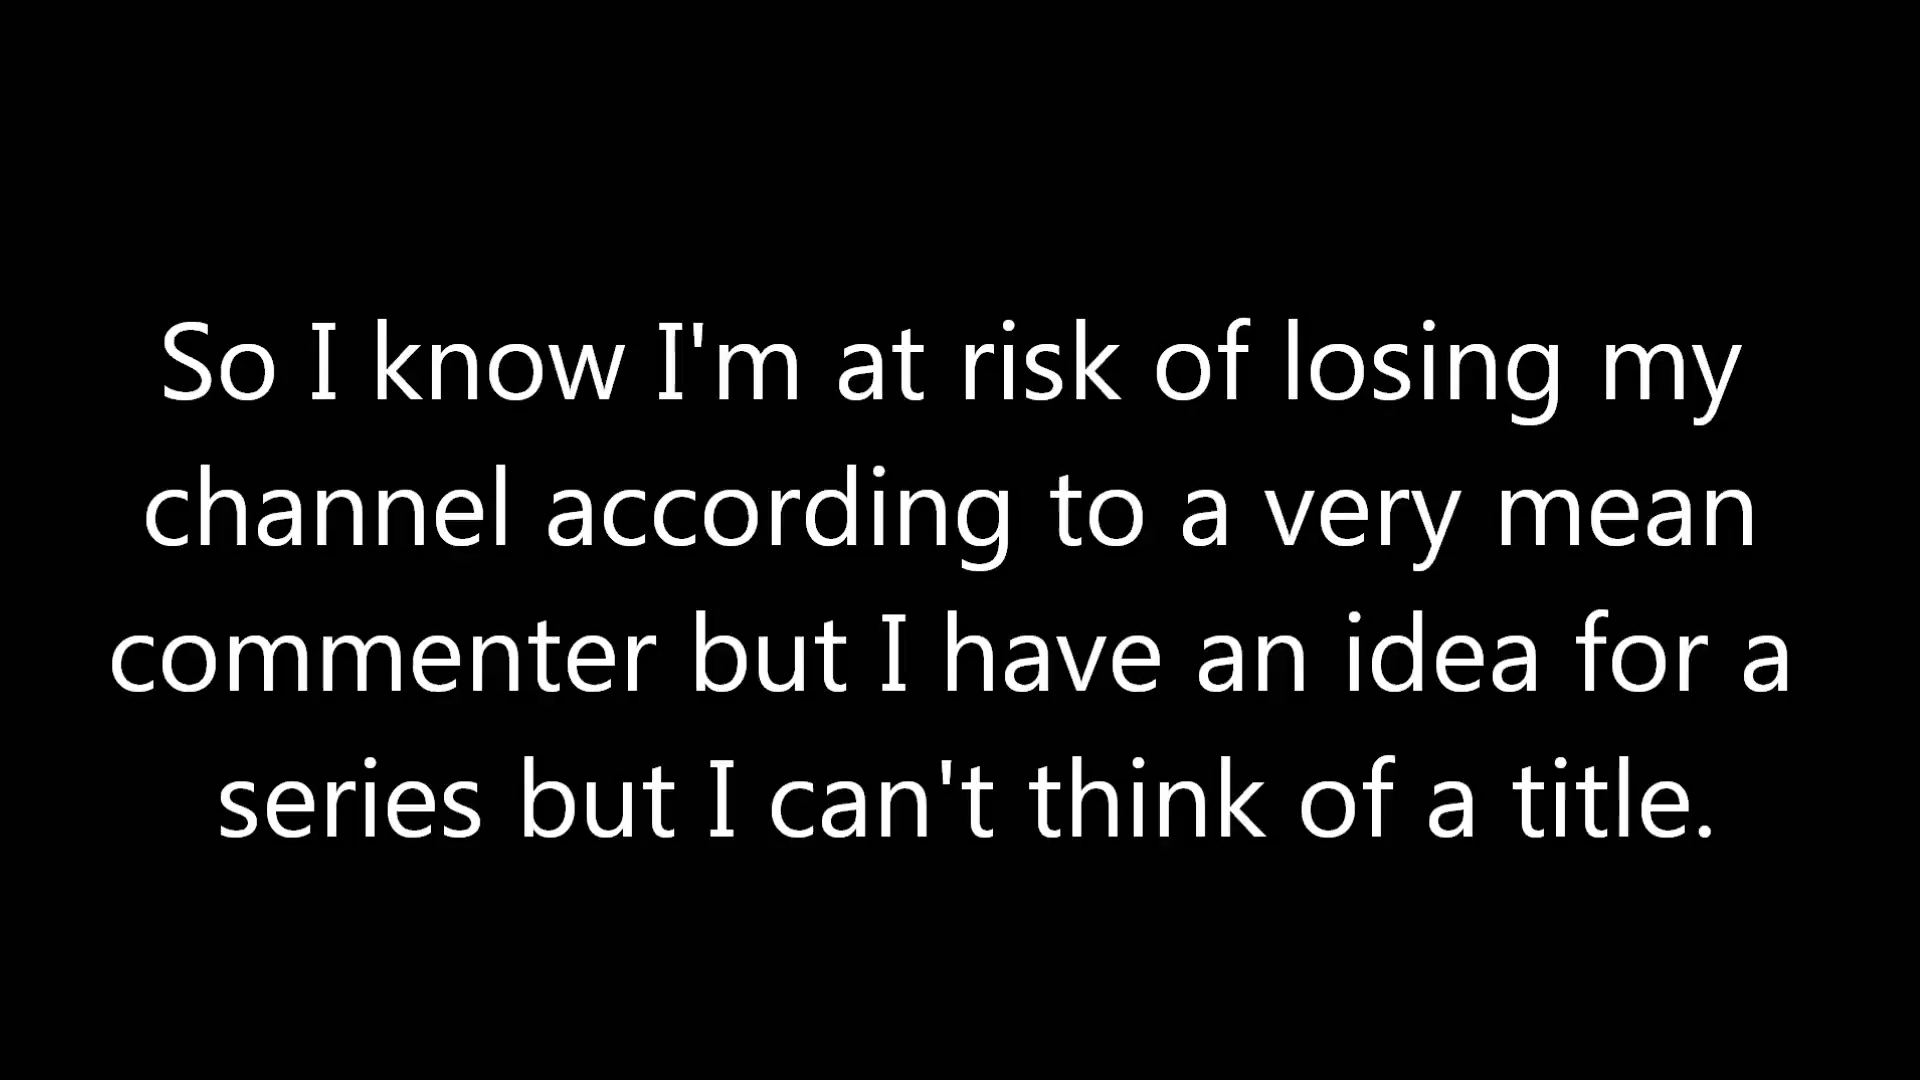 So I know I'm at risk of losing my
channel according to a very mean
commenter but I have an idea for a
series but I can't think of a title.